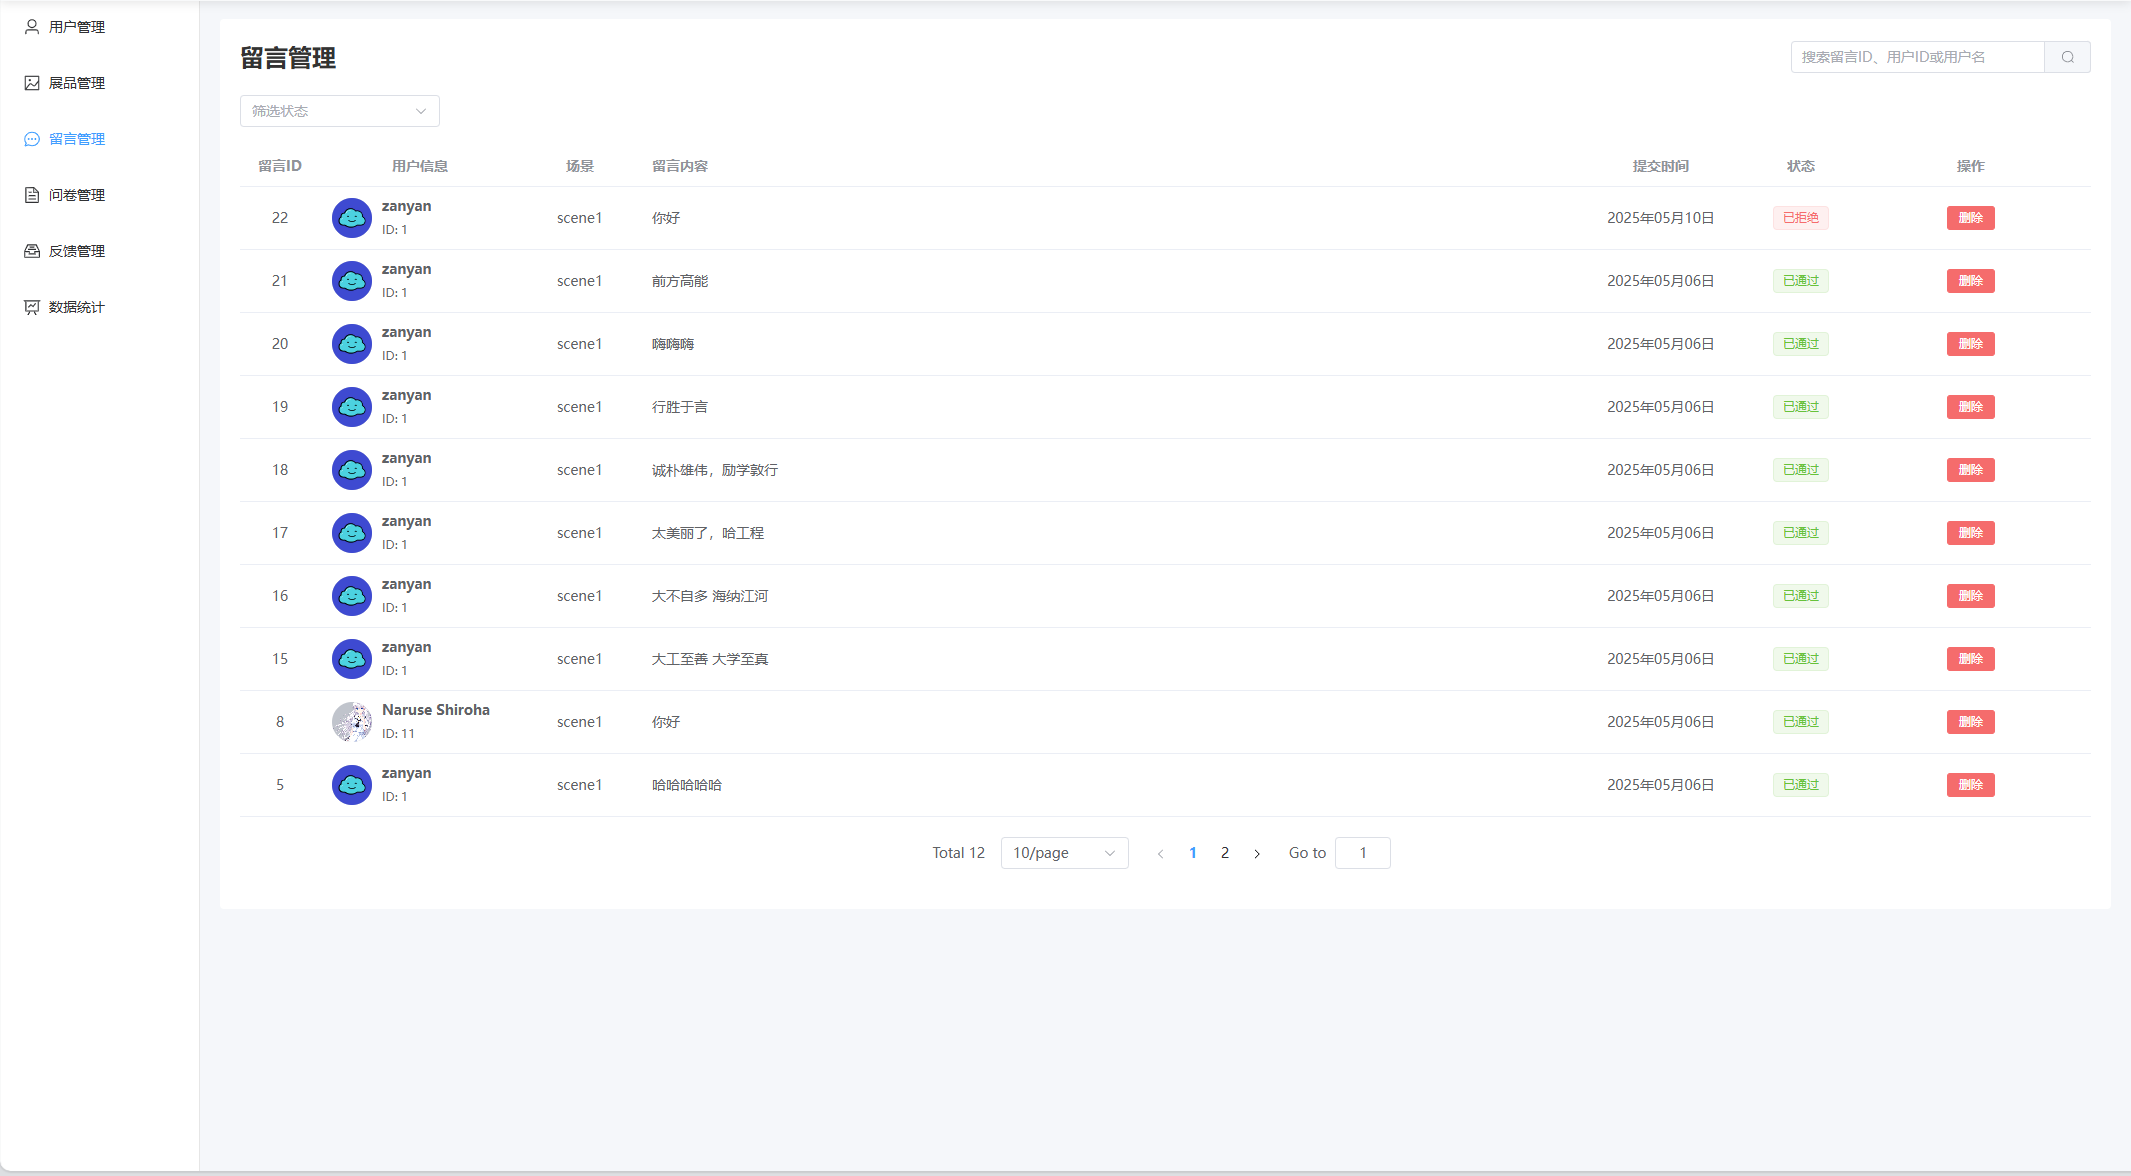 用户管理
展品管理
留言管理
问卷管理
反馈管理
数据统计
留言管理
搜索留言ID、用户ID或用户名
筛选状态
留言ID 用户信息 场景 留言内容 提交时间 状态 操作
22 zanyan ID: 1 scene1 你好 2025年05月10日 已拒绝 删除
21 zanyan ID: 1 scene1 前方高能 2025年05月06日 已通过 删除
20 zanyan ID: 1 scene1 嗨嗨嗨 2025年05月06日 已通过 删除
19 zanyan ID: 1 scene1 行胜于言 2025年05月06日 已通过 删除
18 zanyan ID: 1 scene1 诚朴雄伟，励学敦行 2025年05月06日 已通过 删除
17 zanyan ID: 1 scene1 太美丽了，哈工程 2025年05月06日 已通过 删除
16 zanyan ID: 1 scene1 大不自多 海纳江河 2025年05月06日 已通过 删除
15 zanyan ID: 1 scene1 大工至善 大学至真 2025年05月06日 已通过 删除
8 Naruse Shiroha ID: 11 scene1 你好 2025年05月06日 已通过 删除
5 zanyan ID: 1 scene1 哈哈哈哈哈 2025年05月06日 已通过 删除
Total 12 10/page 1 2 Go to 1